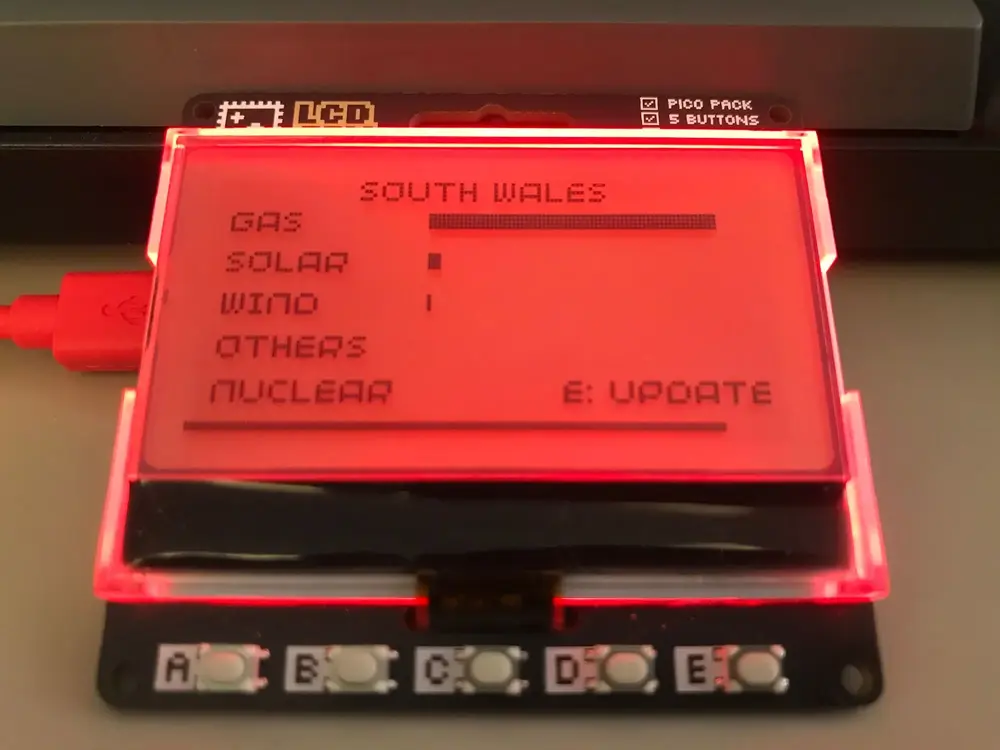 LCD
PICO PACK
5 BUTTONS
SOUTH WALES
GAS
SOLAR
WIND
OTHERS
NUCLEAR E: UPDATE
A B C D E